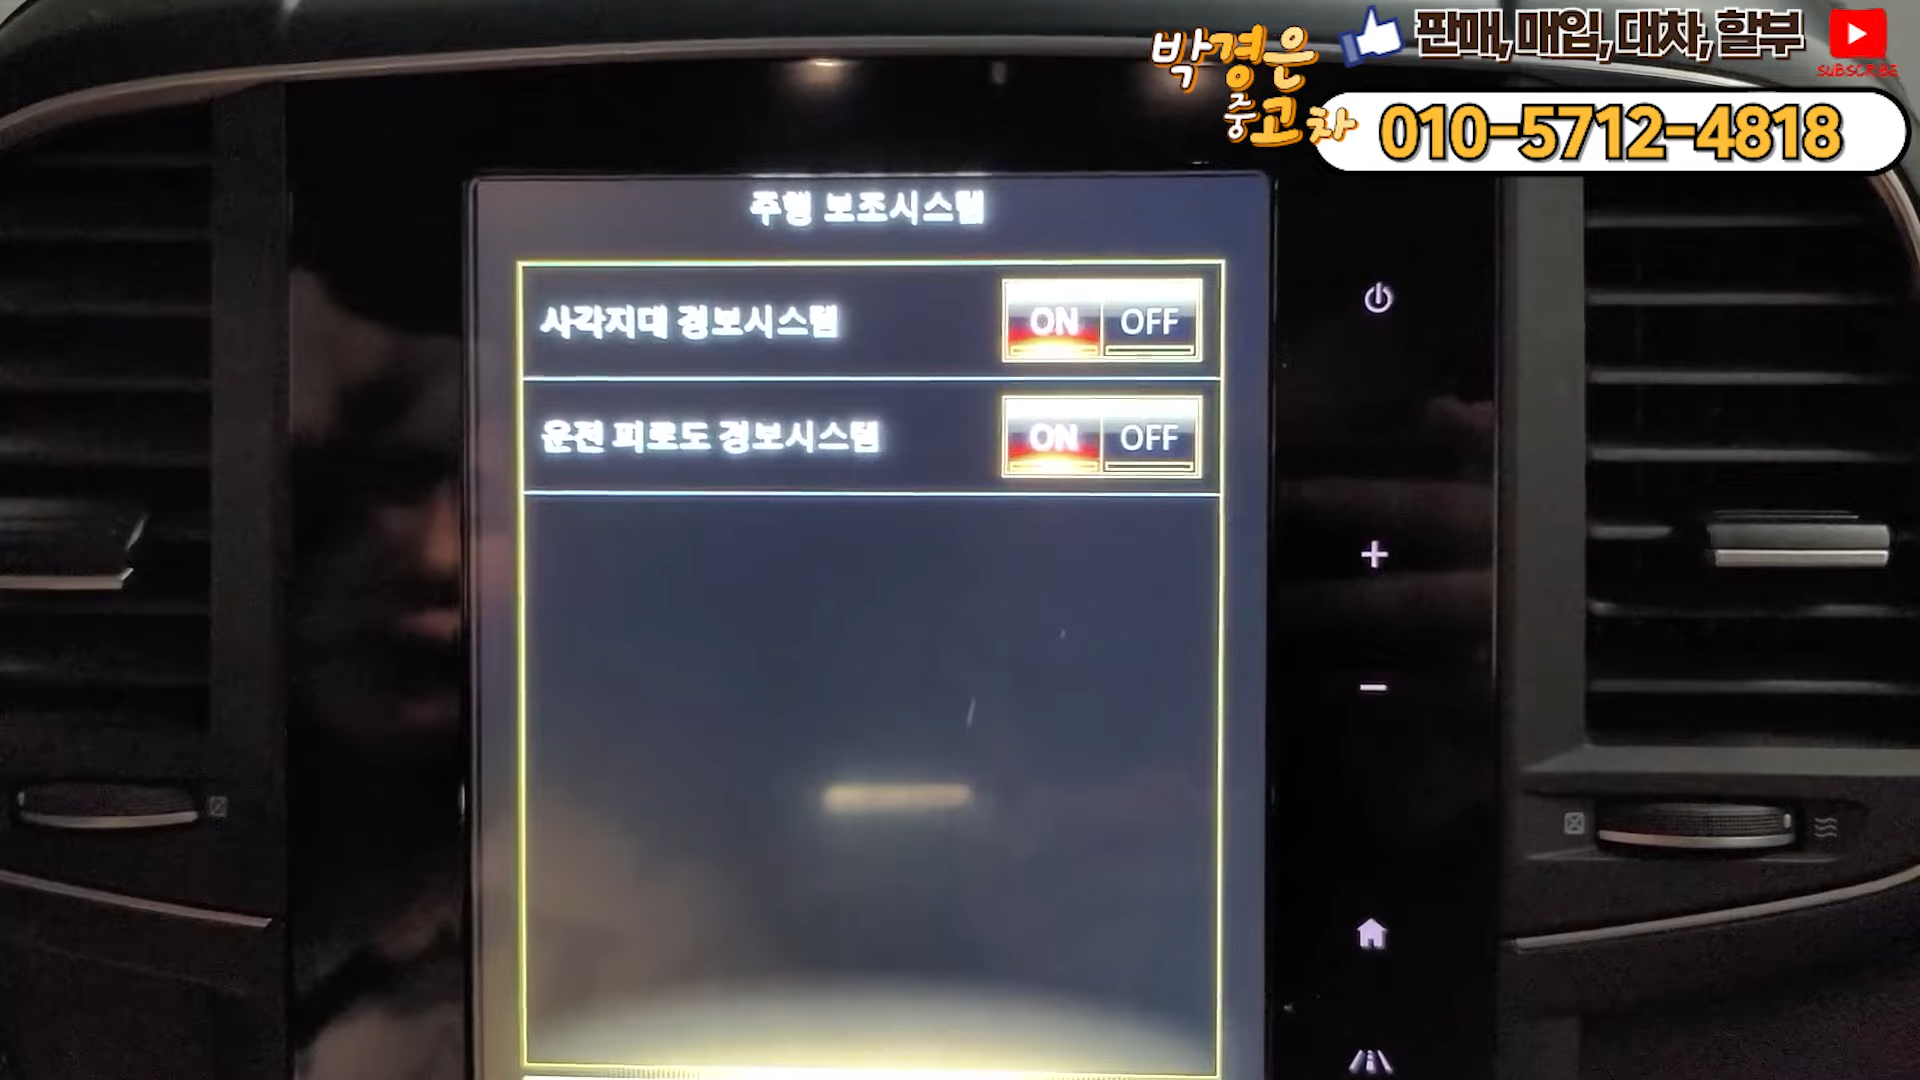 박경은
중고차
판매, 매입, 대차, 할부
SUBSCRIBE
010-5712-4818
주행 보조시스템
사각지대 경보시스템
ON OFF
운전 피로도 경보시스템
ON OFF